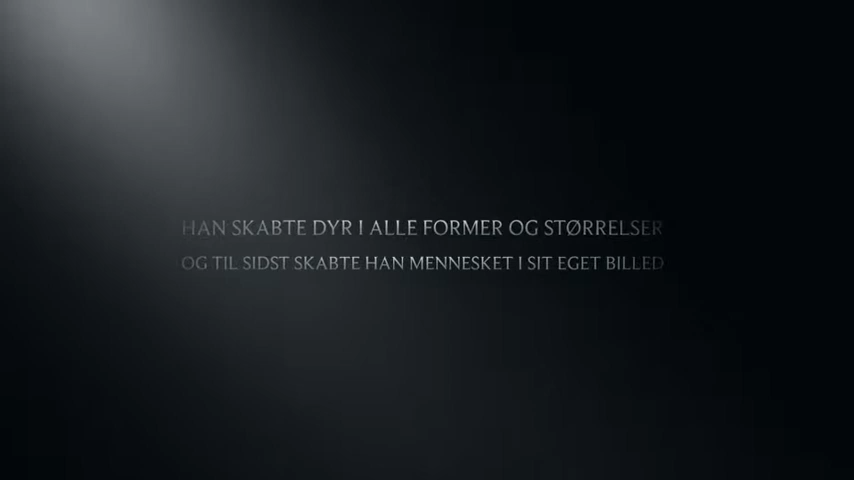 HAN SKABTE DYR I ALLE FORMER OG STØRRELSER
OG TIL SIDST SKABTE HAN MENNESKET I SIT EGET BILLED